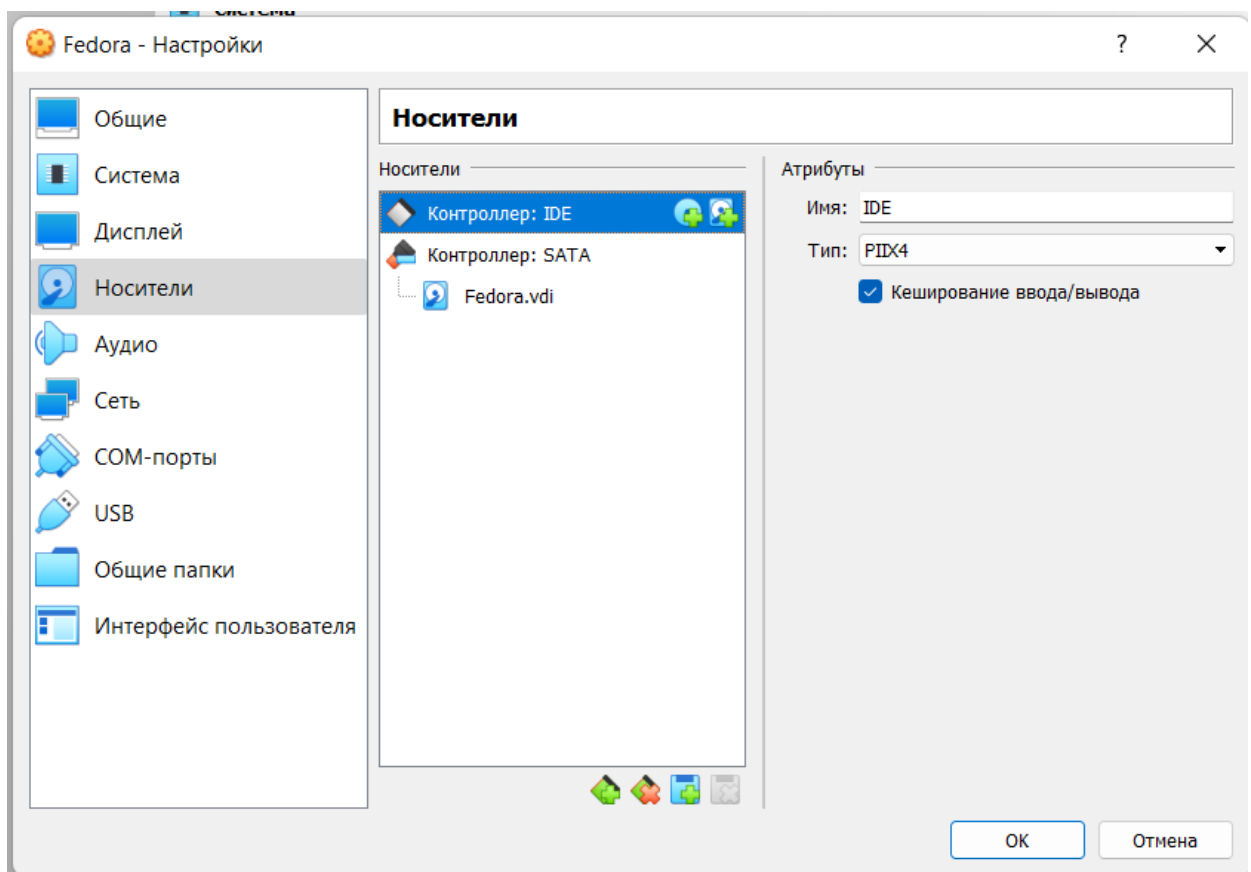 Система
Fedora - Настройки
?
Общие
Система
Дисплей
Носители
Аудио
Сеть
COM-порты
USB
Общие папки
Интерфейс пользователя
Носители
Носители
Контроллер: IDE
Контроллер: SATA
Fedora.vdi
Атрибуты
Имя: IDE
Тип: PIIX4
Кеширование ввода/вывода
OK
Отмена